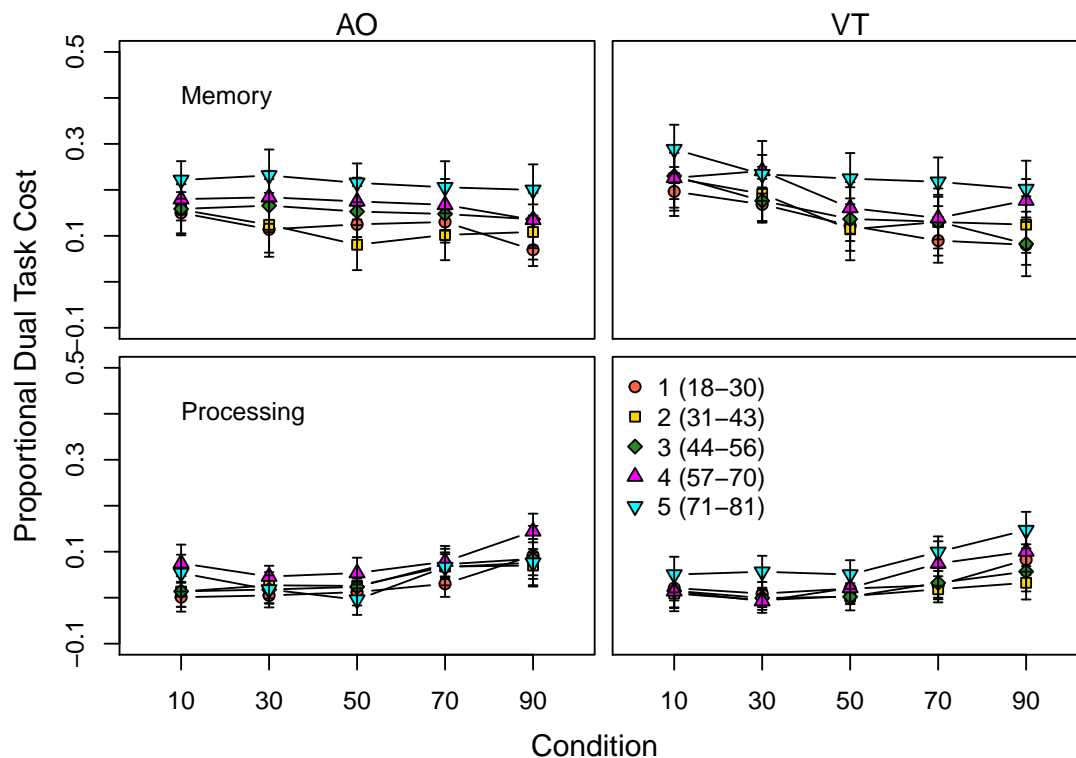 AO
VT
Proportional Dual Task Cost
0.5
0.3
0.1
−0.1
Memory
0.5
0.3
0.1
−0.1
Processing
1 (18−30)
2 (31−43)
3 (44−56)
4 (57−70)
5 (71−81)
10 30 50 70 90
10 30 50 70 90
Condition